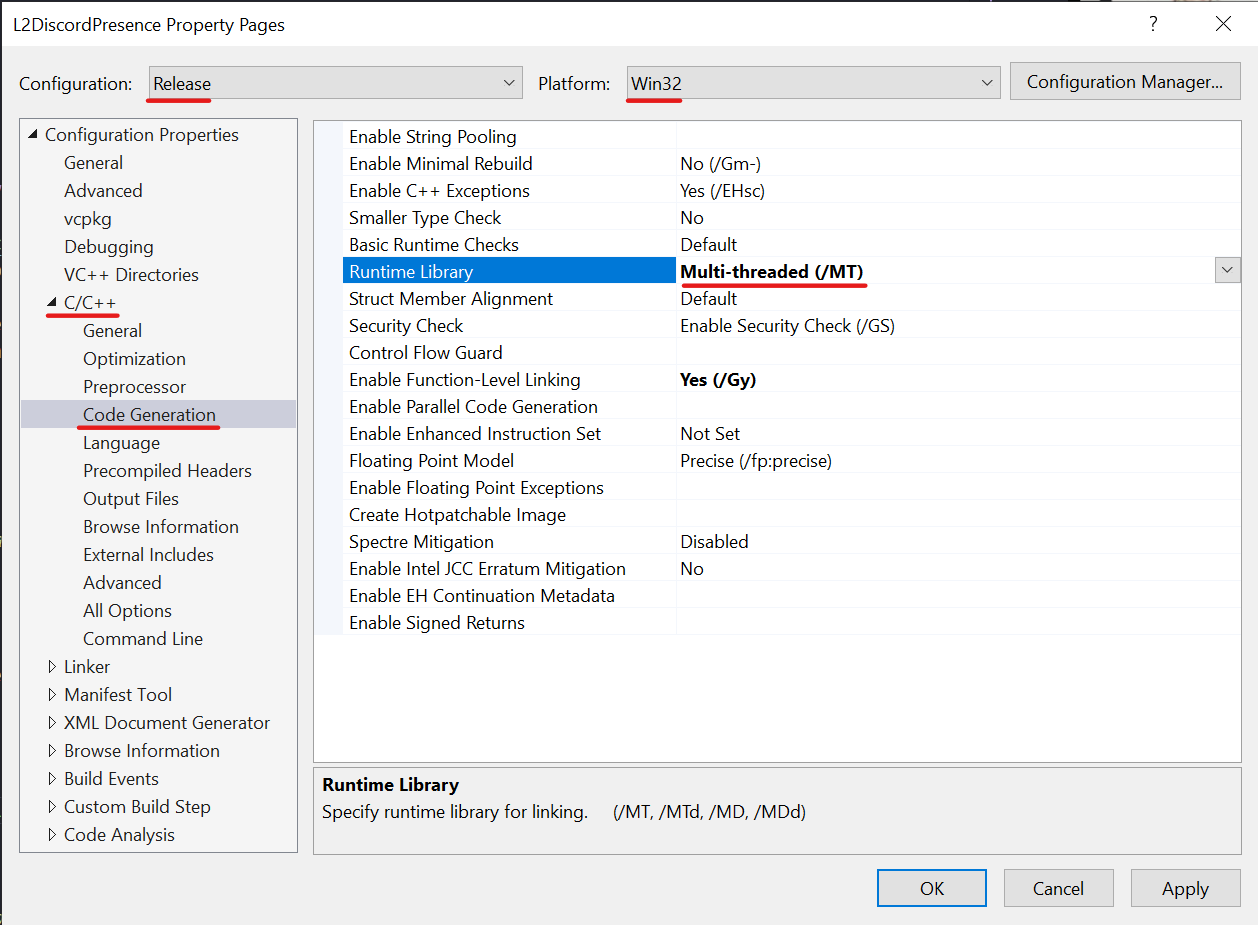 L2DiscordPresence Property Pages
?
Configuration: Release Platform: Win32 Configuration Manager...
Configuration Properties
General
Advanced
vcpkg
Debugging
VC++ Directories
C/C++
General
Optimization
Preprocessor
Code Generation
Language
Precompiled Headers
Output Files
Browse Information
External Includes
Advanced
All Options
Command Line
Linker
Manifest Tool
XML Document Generator
Browse Information
Build Events
Custom Build Step
Code Analysis
Enable String Pooling
Enable Minimal Rebuild No (/Gm-)
Enable C++ Exceptions Yes (/EHsc)
Smaller Type Check No
Basic Runtime Checks Default
Runtime Library Multi-threaded (/MT)
Struct Member Alignment Default
Security Check Enable Security Check (/GS)
Control Flow Guard
Enable Function-Level Linking Yes (/Gy)
Enable Parallel Code Generation
Enable Enhanced Instruction Set Not Set
Floating Point Model Precise (/fp:precise)
Enable Floating Point Exceptions
Create Hotpatchable Image
Spectre Mitigation Disabled
Enable Intel JCC Erratum Mitigation No
Enable EH Continuation Metadata
Enable Signed Returns
Runtime Library
Specify runtime library for linking. (/MT, /MTd, /MD, /MDd)
OK Cancel Apply